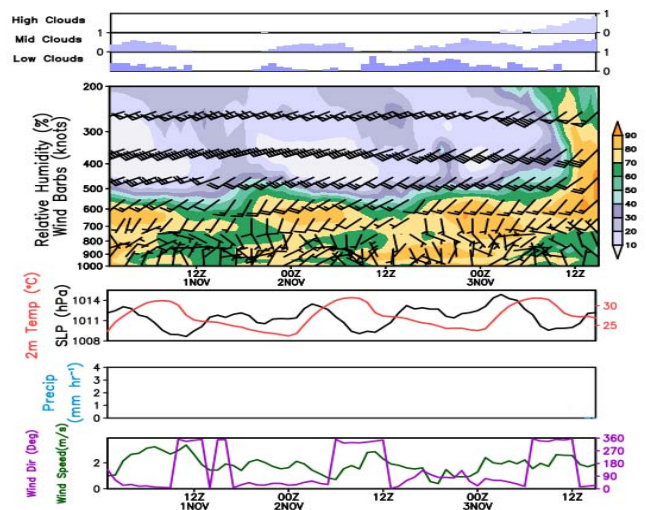 High Clouds 1
1 0
Mid Clouds 1
1 0
Low Clouds 1
0
200
300
400
500
600
700
800
900
1000
Relative Humidity (%)
Wind Barbs (knots)
90
80
70
60
50
40
30
20
10
12Z 00Z 12Z 00Z 12Z
1NOV 2NOV 3NOV
2m Temp (°C)
SLP (hPa)
1014
1011
1008
30
25
Precip
(mm hr⁻¹)
4
3
2
1
0
Wind Dir (Deg)
Wind Speed(m/s)
2
0
360
270
180
90
0
12Z 00Z 12Z 00Z 12Z
1NOV 2NOV 3NOV